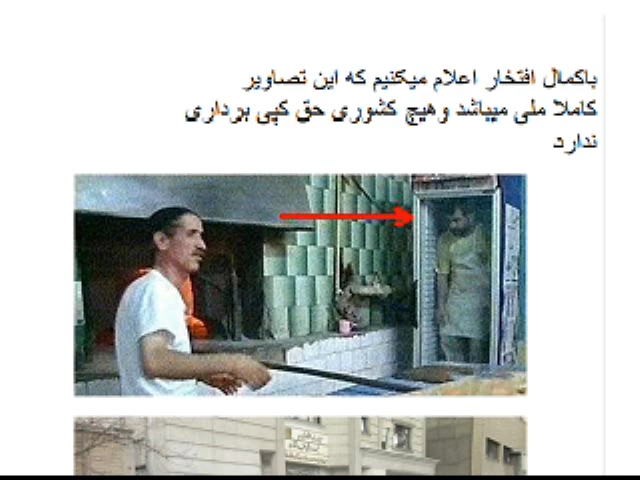 باکمال افتخار اعلام میکنیم که این تصاویر
کاملا ملی میباشد وهیچ کشوری حق کپی برداری
ندارد